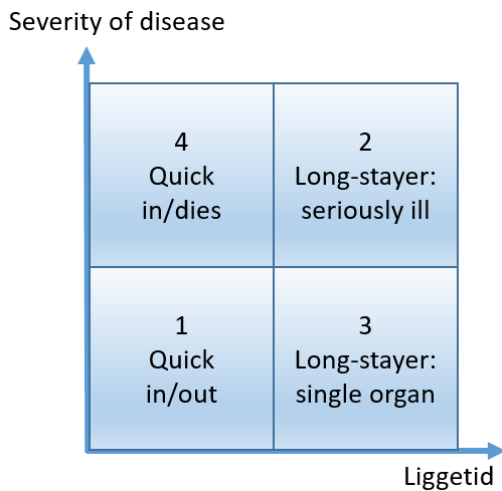 Severity of disease
4
Quick
in/dies
2
Long-stayer:
seriously ill
1
Quick
in/out
3
Long-stayer:
single organ
Liggetid